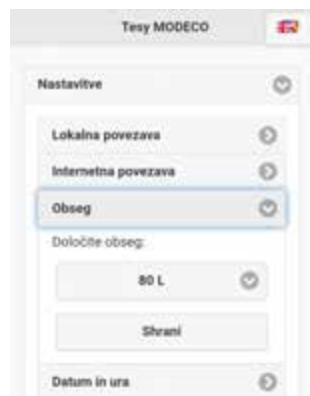 Tesy MODECO
Nastavitve
Lokalna povezava
Internetna povezava
Obseg
Določite obseg:
80 L
Shrani
Datum in ura